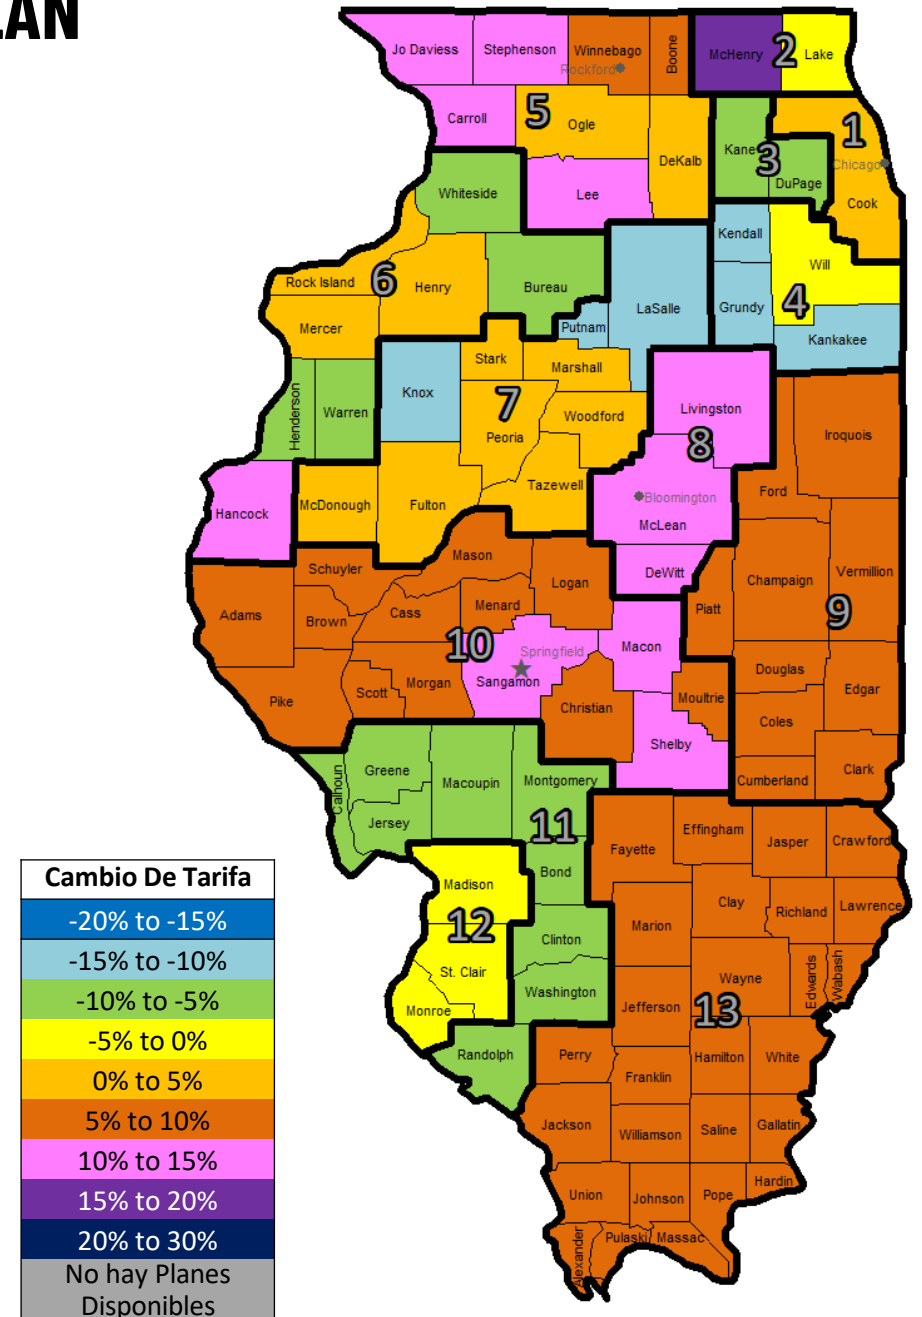 LAN
Jo Daviess
Stephenson
Winnebago
Rockford
Boone
McHenry
2
Lake
Carroll
5
Ogle
DeKalb
Kane
3
DuPage
1
Chicago
Cook
Whiteside
Lee
Kendall
Will
Rock Island
6
Henry
Bureau
Putnam
LaSalle
Grundy
4
Kankakee
Mercer
Stark
Marshall
Henderson
Warren
Knox
7
Peoria
Woodford
Livingston
8
Iroquois
Hancock
McDonough
Fulton
Tazewell
Bloomington
McLean
Ford
Schuyler
Mason
Logan
DeWitt
Champaign
Vermillion
Adams
Brown
Cass
Menard
Piatt
9
10
Springfield
Macon
Douglas
Edgar
Pike
Scott
Morgan
Sangamon
Christian
Moultrie
Coles
Shelby
Cumberland
Clark
Calhoun
Greene
Macoupin
Montgomery
Jersey
11
Fayette
Effingham
Jasper
Crawford
Madison
Bond
Clay
Richland
Lawrence
12
Clinton
Marion
St. Clair
Washington
Wayne
Edwards
Wabash
Monroe
Jefferson
13
Randolph
Perry
Franklin
Hamilton
White
Jackson
Williamson
Saline
Gallatin
Union
Johnson
Pope
Hardin
Alexander
Pulaski
Massac
Cambio De Tarifa
-20% to -15%
-15% to -10%
-10% to -5%
-5% to 0%
0% to 5%
5% to 10%
10% to 15%
15% to 20%
20% to 30%
No hay Planes
Disponibles